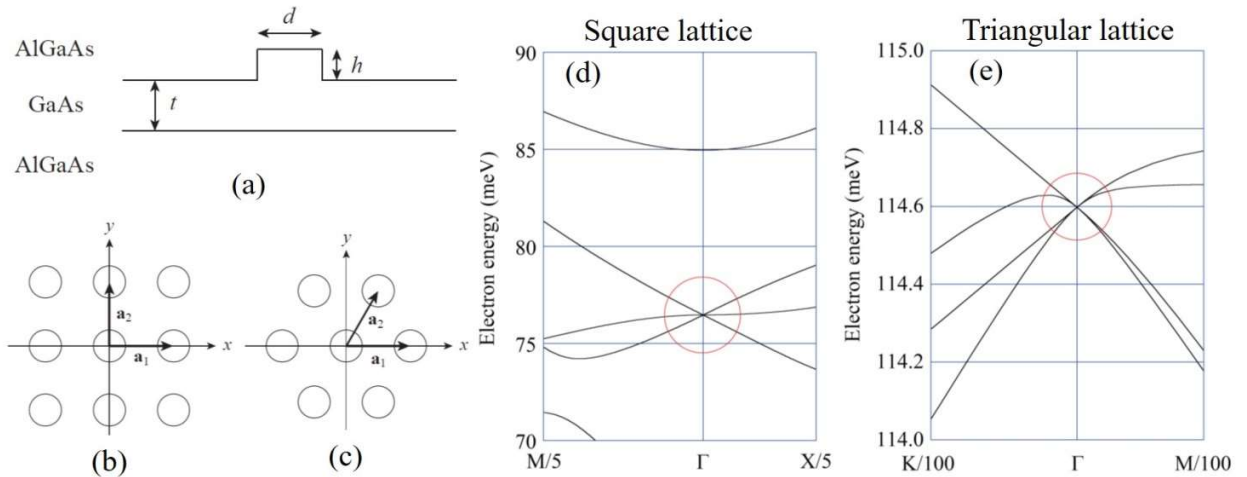 AlGaAs
d
h
GaAs
t
AlGaAs
(a)
y
a₂
a₁
x
(b)
y
a₂
a₁
x
(c)
Square lattice
(d)
Electron energy (meV)
90
85
80
75
70
M/5
Γ
X/5
Triangular lattice
(e)
Electron energy (meV)
115.0
114.8
114.6
114.4
114.2
114.0
K/100
Γ
M/100